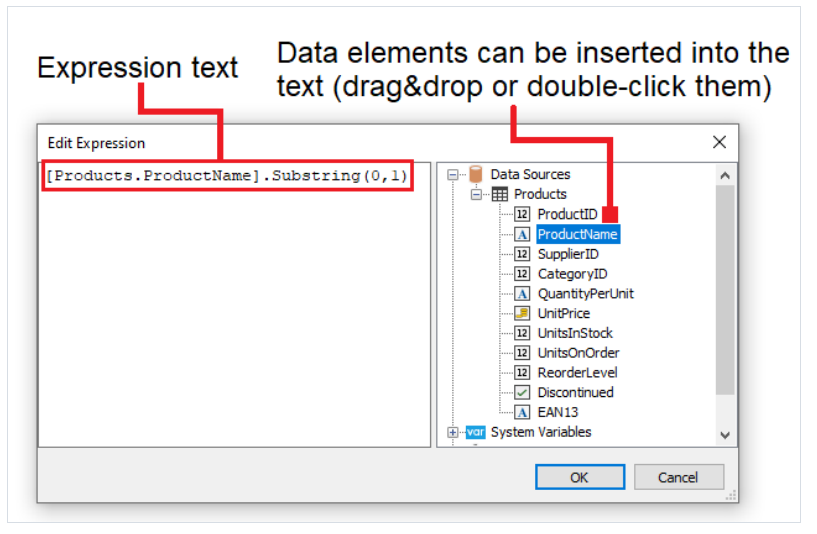 Expression text
Data elements can be inserted into the
text (drag&drop or double-click them)
Edit Expression
[Products.ProductName].Substring(0,1)
Data Sources
Products
12 ProductID
A ProductName
12 SupplierID
12 CategoryID
A QuantityPerUnit
UnitPrice
12 UnitsInStock
12 UnitsOnOrder
12 ReorderLevel
Discontinued
A EAN13
var System Variables
OK Cancel